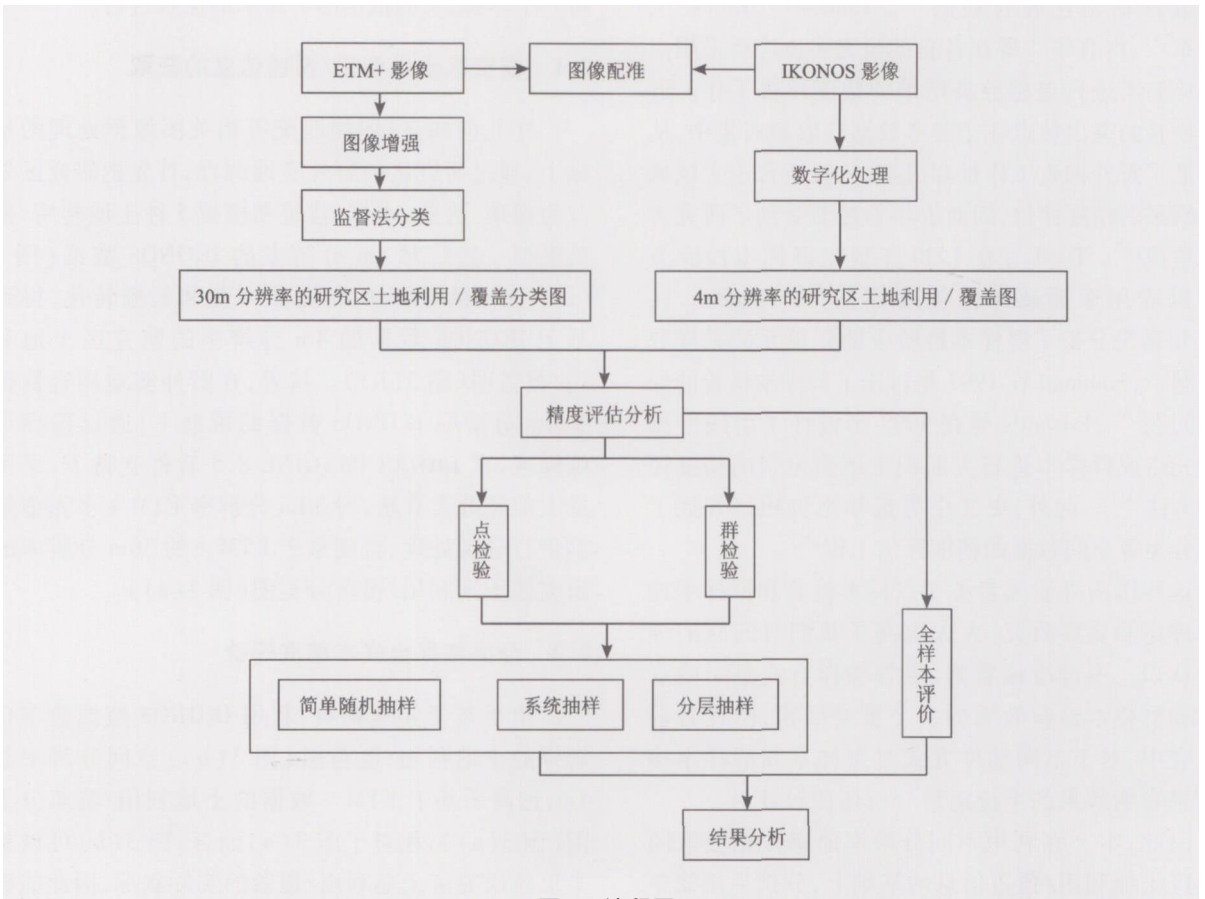 ETM+ 影像
图像配准
IKONOS 影像
图像增强
数字化处理
监督法分类
30m 分辨率的研究区土地利用 / 覆盖分类图
4m 分辨率的研究区土地利用 / 覆盖图
精度评估分析
点检验
群检验
全样本评价
简单随机抽样
系统抽样
分层抽样
结果分析